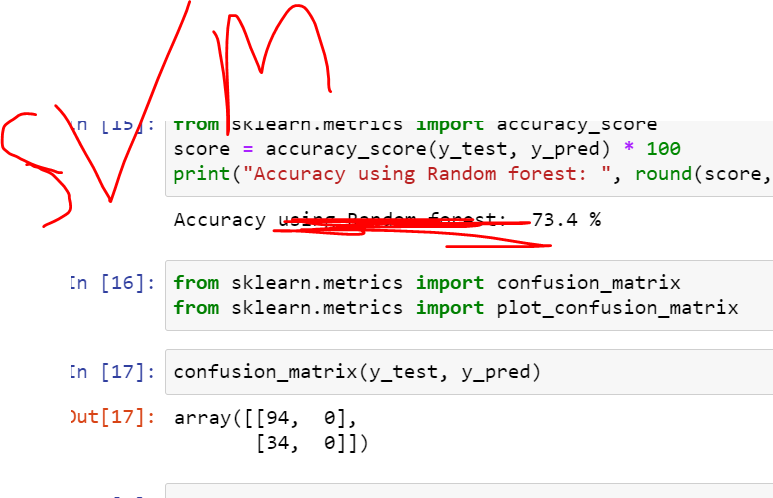 SVM
In [15]: from sklearn.metrics import accuracy_score
score = accuracy_score(y_test, y_pred) * 100
print("Accuracy using Random forest: ", round(score,
Accuracy using Random forest: 73.4 %
In [16]: from sklearn.metrics import confusion_matrix
from sklearn.metrics import plot_confusion_matrix
In [17]: confusion_matrix(y_test, y_pred)
Out[17]: array([[94, 0],
[34, 0]])